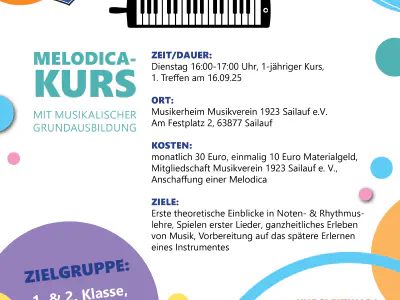 MELODICA-
KURS
MIT MUSIKALISCHER
GRUNDAUSBILDUNG
ZEIT/DAUER:
Dienstag 16:00-17:00 Uhr, 1-jähriger Kurs,
1. Treffen am 16.09.25
ORT:
Musikerheim Musikverein 1923 Sailauf e.V.
Am Festplatz 2, 63877 Sailauf
KOSTEN:
monatlich 30 Euro, einmalig 10 Euro Materialgeld,
Mitgliedschaft Musikverein 1923 Sailauf e. V.,
Anschaffung einer Melodica
ZIELE:
Erste theoretische Einblicke in Noten- & Rhythmus-
lehre, Spielen erster Lieder, ganzheitliches Erleben
von Musik, Vorbereitung auf das spätere Erlernen
eines Instrumentes
ZIELGRUPPE:
1. & 2. Klasse,